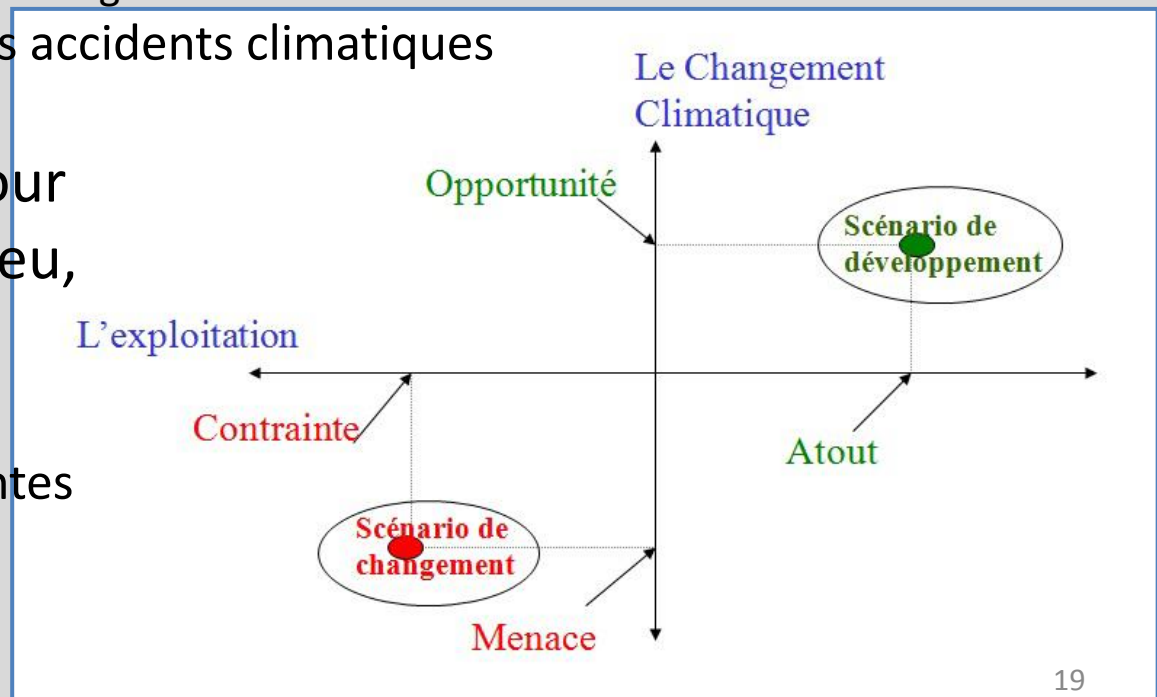 s accidents climatiques
our
eu,
ntes
Le Changement
Climatique
Opportunité
Scénario de
développement
L’exploitation
Contrainte
Atout
Scénario de
changement
Menace
19